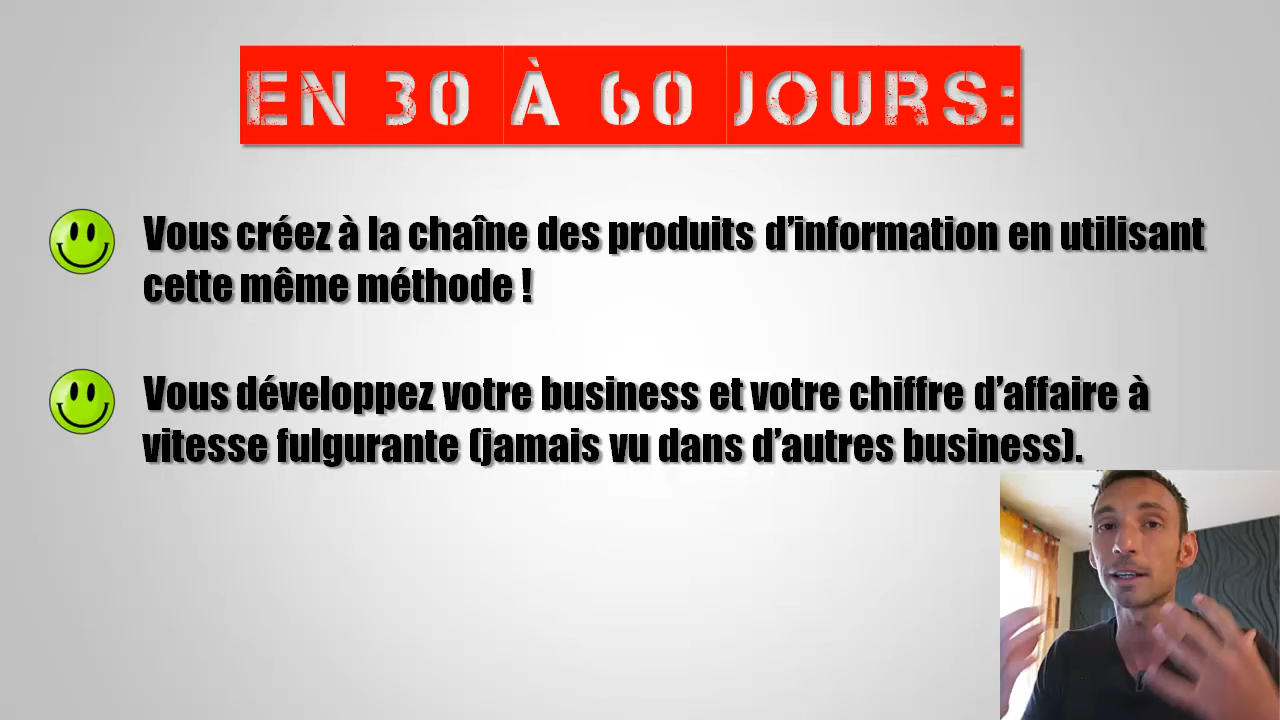 EN 30 À 60 JOURS:
Vous créez à la chaîne des produits d’information en utilisant
cette même méthode !
Vous développez votre business et votre chiffre d’affaire à
vitesse fulgurante (jamais vu dans d’autres business).